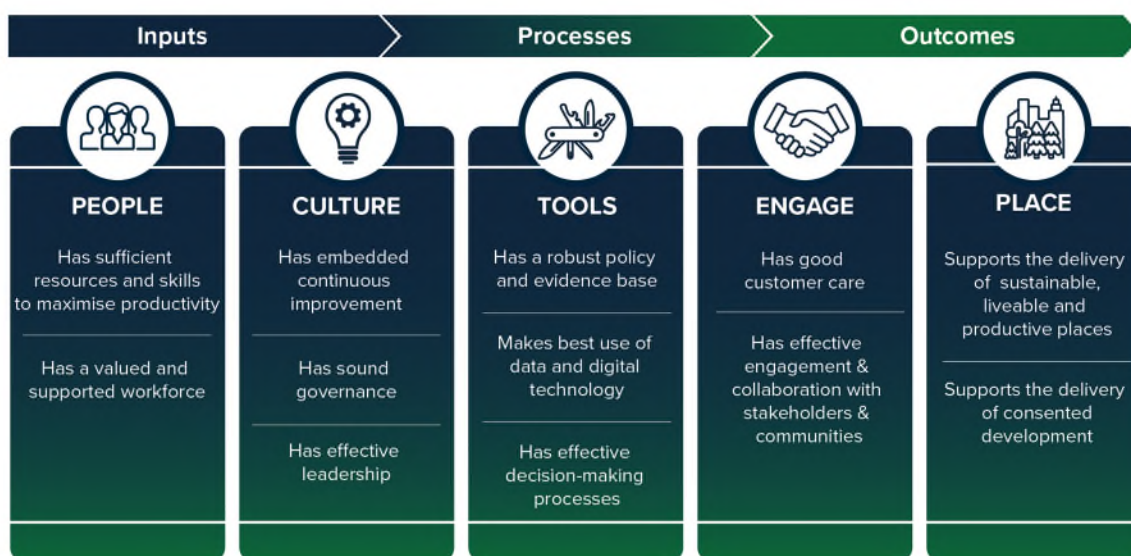 Inputs
Processes
Outcomes
PEOPLE
Has sufficient
resources and skills
to maximise productivity
Has a valued and
supported workforce
CULTURE
Has embedded
continuous
improvement
Has sound
governance
Has effective
leadership
TOOLS
Has a robust policy
and evidence base
Makes best use of
data and digital
technology
Has effective
decision-making
processes
ENGAGE
Has good
customer care
Has effective
engagement &
collaboration with
stakeholders &
communities
PLACE
Supports the delivery
of sustainable,
liveable and
productive places
Supports the delivery
of consented
development